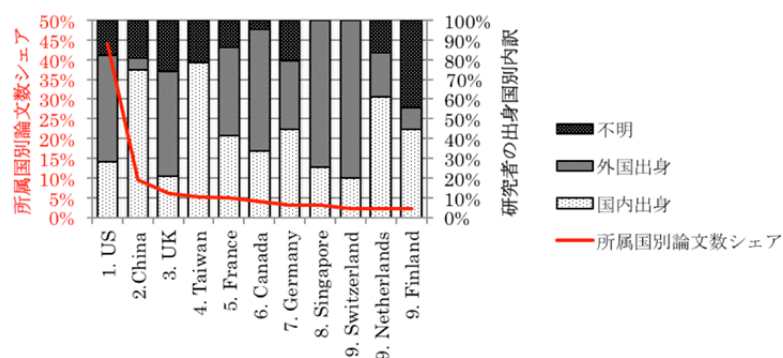 所属国別論文数シェア
50%
45%
40%
35%
30%
25%
20%
15%
10%
5%
0%
100%
90%
80%
70%
60%
50%
40%
30%
20%
10%
0%
研究者の出身国別内訳
1. US
2.China
3. UK
4. Taiwan
5. France
6. Canada
7. Germany
8. Singapore
9. Switzerland
9. Netherlands
9. Finland
不明
外国出身
国内出身
所属国別論文数シェア